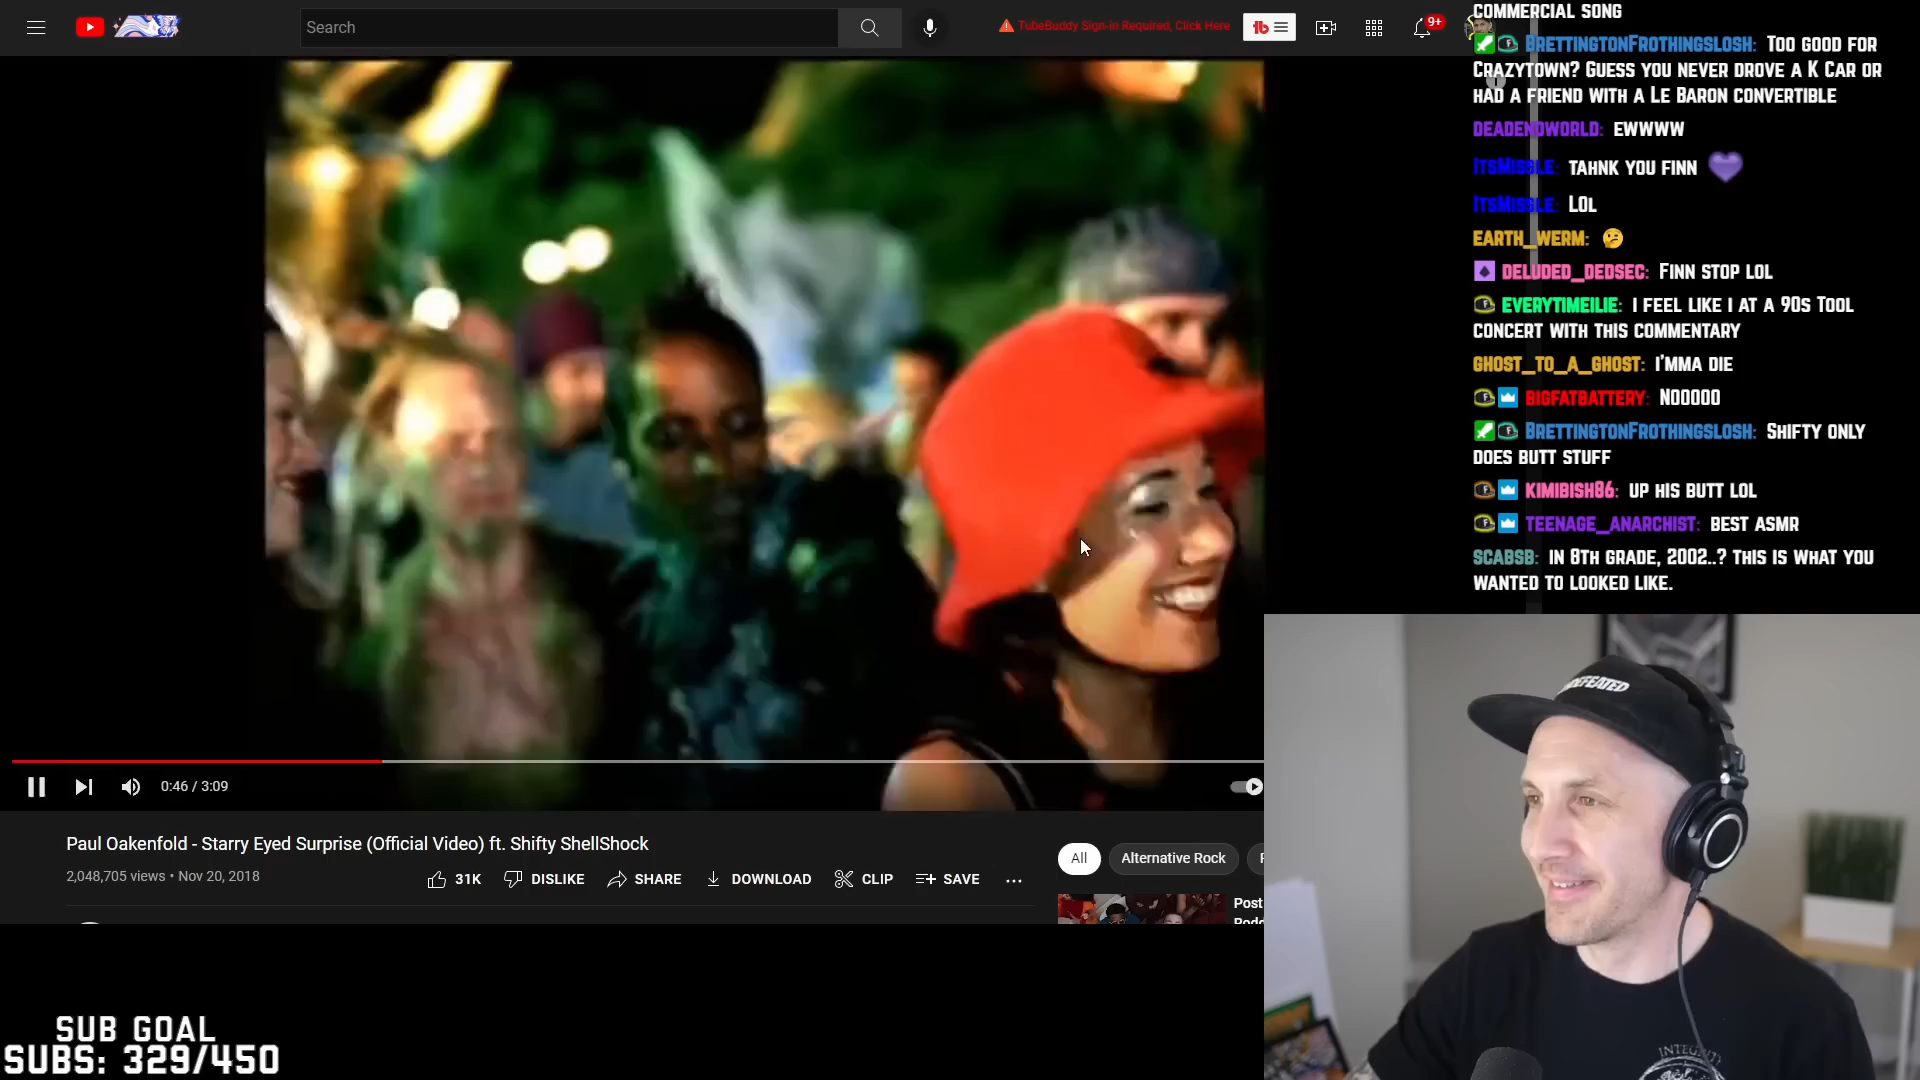 Search
TubeBuddy Sign-in Required, Click Here
9+
COMMERCIAL SONG
BRETTINGTONFROTHINGSLOSH: TOO GOOD FOR
CRAZYTOWN? GUESS YOU NEVER DROVE A K CAR OR
HAD A FRIEND WITH A LE BARON CONVERTIBLE
DEADENDWORLD: EWWWW
ITSMISSLE: TAHNK YOU FINN
ITSMISSLE: LOL
EARTH_WERM:
DELUDED_DEDSEC: FINN STOP LOL
EVERYTIMEILIE: I FEEL LIKE I AT A 90S TOOL
CONCERT WITH THIS COMMENTARY
GHOST_TO_A_GHOST: I'MMA DIE
BIGFATBATTERY: NOOOOO
BRETTINGTONFROTHINGSLOSH: SHIFTY ONLY
DOES BUTT STUFF
KIMIBISH86: UP HIS BUTT LOL
TEENAGE_ANARCHIST: BEST ASMR
SCABSB: IN 8TH GRADE, 2002..? THIS IS WHAT YOU
WANTED TO LOOKED LIKE.
0:46 / 3:09
Paul Oakenfold - Starry Eyed Surprise (Official Video) ft. Shifty ShellShock
2,048,705 views • Nov 20, 2018
31K
DISLIKE
SHARE
DOWNLOAD
CLIP
SAVE
All
Alternative Rock
Post
SUB GOAL
SUBS: 329/450
INTEGRITY